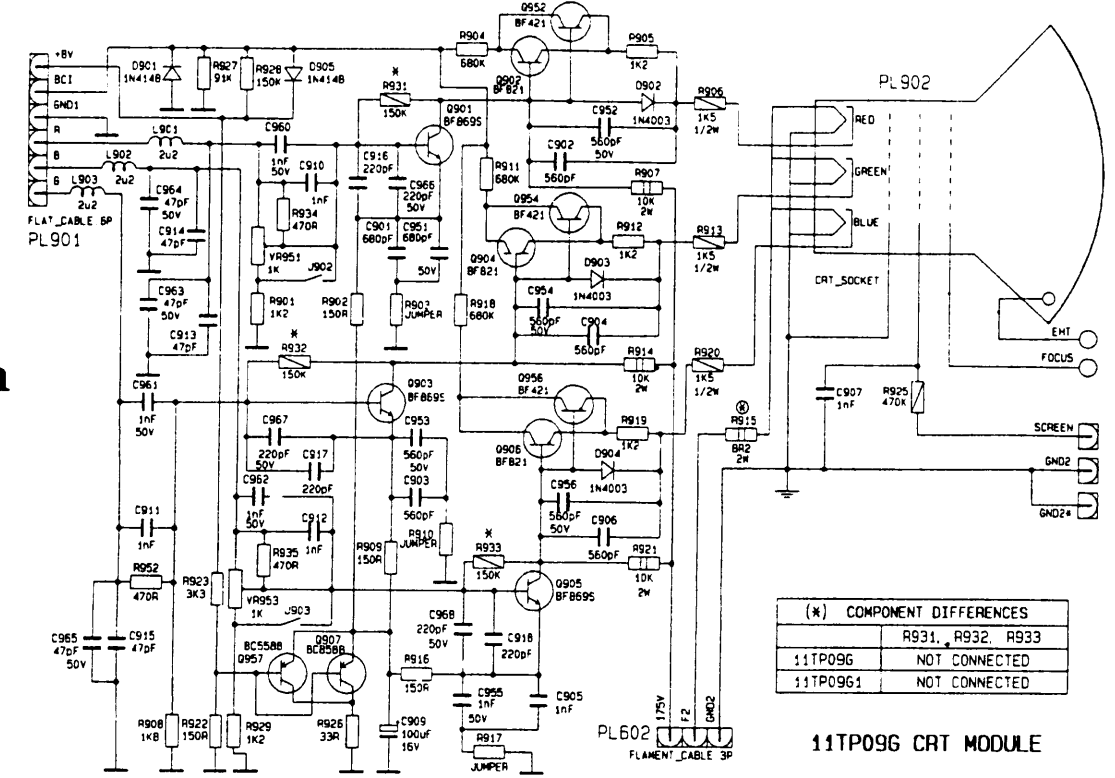 +8V
BCI
GND1
R
B
G
FLAT_CABLE 6P
PL901
D901
1N4148
R927
91K
R928
150K
D905
1N4148
L901
2u2
L902
2u2
L903
2u2
C964
47pF
50V
C914
47pF
C963
47pF
50V
C913
47pF
C960
1nF
50V
C910
1nF
R934
470R
VR951
1K
J902
R901
1K2
R902
150R
R903
JUMPER
*
R931
150K
Q901
BF869S
C916
220pF
C966
220pF
50V
C901
680pF
C951
680pF
50V
R904
680K
Q952
BF421
Q902
BF821
R905
1K2
D902
1N4003
C952
560pF
50V
C902
560pF
R906
1K5
1/2W
R907
10K
2W
R911
680K
Q954
BF421
Q904
BF821
R912
1K2
D903
1N4003
R913
1K5
1/2W
C954
560pF
50V
C904
560pF
R918
680K
R914
10K
2W
R920
1K5
1/2W
*
R932
150K
C961
1nF
50V
Q903
BF869S
C967
220pF
50V
C917
220pF
C953
560pF
50V
C903
560pF
R910
JUMPER
Q956
BF421
Q906
BF821
R919
1K2
D904
1N4003
C956
560pF
50V
C906
560pF
R921
10K
2W
(*)
R915
8R2
2W
C962
1nF
50V
C912
1nF
C911
1nF
R935
470R
R909
150R
*
R933
150K
Q905
BF869S
R952
470R
R923
3K3
VR953
1K
J903
C965
47pF
50V
C915
47pF
Q957
BC558B
Q907
BC858B
C968
220pF
50V
C918
220pF
R916
150R
C955
1nF
50V
C905
1nF
R908
1K8
R922
150R
R929
1K2
R926
33R
C909
100uF
16V
R917
JUMPER
PL902
RED
GREEN
BLUE
CRT_SOCKET
EHT
FOCUS
C907
1nF
R925
470K
SCREEN
GND2
GND2*
175V
F2
GND2
PL602
FLAMENT_CABLE 3P
(*) COMPONENT DIFFERENCES
R931, R932, R933
11TP09G NOT CONNECTED
11TP09G1 NOT CONNECTED
11TP09G CRT MODULE